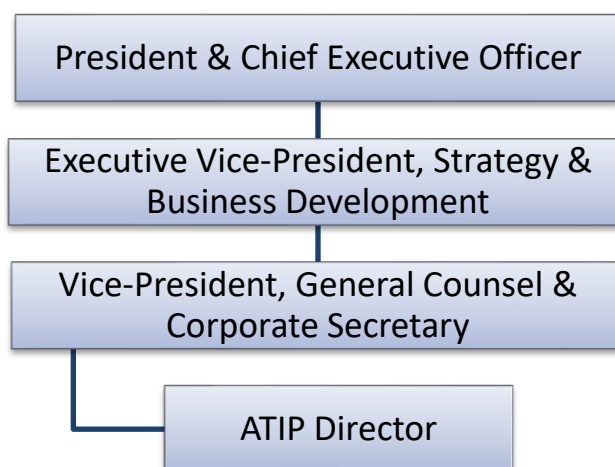 President & Chief Executive Officer
Executive Vice-President, Strategy &
Business Development
Vice-President, General Counsel &
Corporate Secretary
ATIP Director